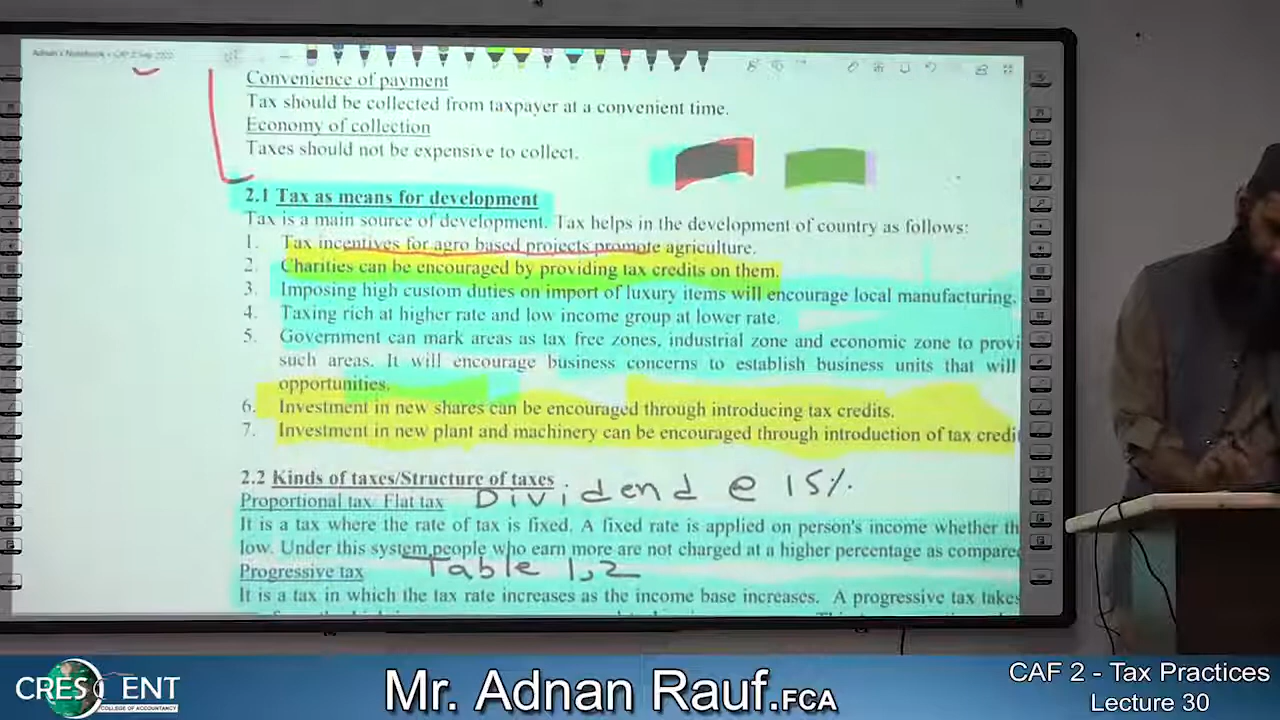 Adnan's Notebook • CAF 2 Sep 2022
Convenience of payment
Tax should be collected from taxpayer at a convenient time.
Economy of collection
Taxes should not be expensive to collect.
2.1 Tax as means for development
Tax is a main source of development. Tax helps in the development of country as follows:
1. Tax incentives for agro based projects promote agriculture.
2. Charities can be encouraged by providing tax credits on them.
3. Imposing high custom duties on import of luxury items will encourage local manufacturing.
4. Taxing rich at higher rate and low income group at lower rate.
5. Government can mark areas as tax free zones, industrial zone and economic zone to provi
such areas. It will encourage business concerns to establish business units that will
opportunities.
6. Investment in new shares can be encouraged through introducing tax credits.
7. Investment in new plant and machinery can be encouraged through introduction of tax credi
2.2 Kinds of taxes/Structure of taxes
Proportional tax Flat tax Dividend @ 15%.
It is a tax where the rate of tax is fixed. A fixed rate is applied on person's income whether th
low. Under this system people who earn more are not charged at a higher percentage as compare
Progressive tax Table 1,2
It is a tax in which the tax rate increases as the income base increases. A progressive tax takes
CRESCENT
COLLEGE OF ACCOUNTANCY
Mr. Adnan Rauf.FCA
CAF 2 - Tax Practices
Lecture 30